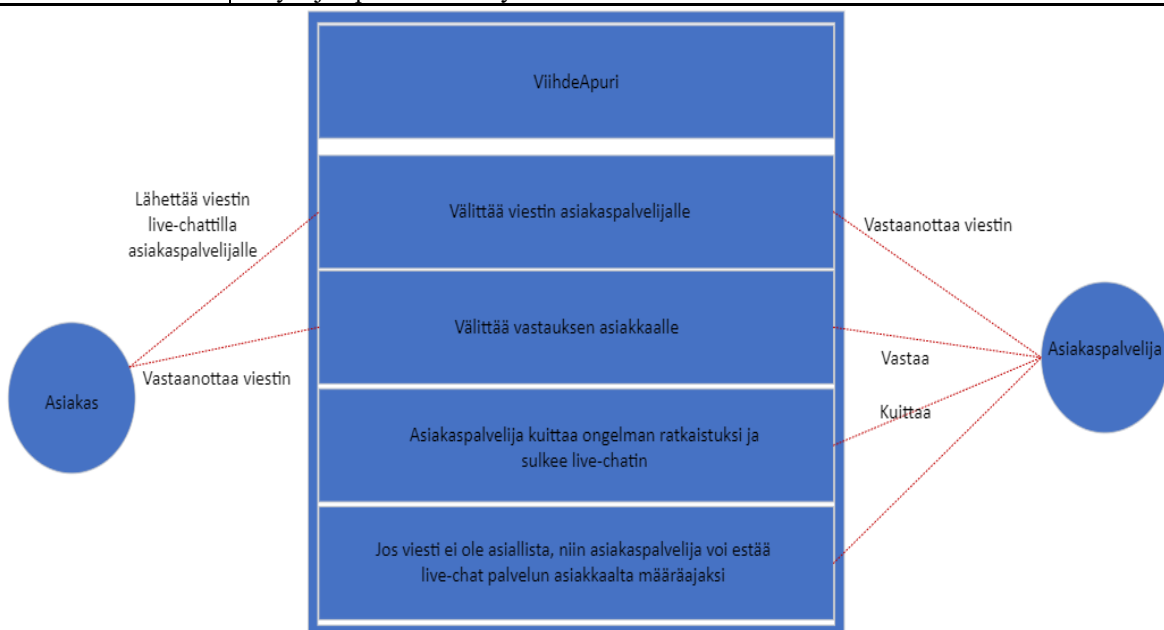 ViihdeApuri
Lähettää viestin
live-chattilla
asiakaspalvelijalle
Välittää viestin asiakaspalvelijalle
Vastaanottaa viestin
Välittää vastauksen asiakkaalle
Vastaanottaa viestin
Vastaa
Asiakaspalvelija
Asiakas
Kuittaa
Asiakaspalvelija kuittaa ongelman ratkaistuksi ja
sulkee live-chatin
Jos viesti ei ole asiallista, niin asiakaspalvelija voi estää
live-chat palvelun asiakkaalta määräajaksi